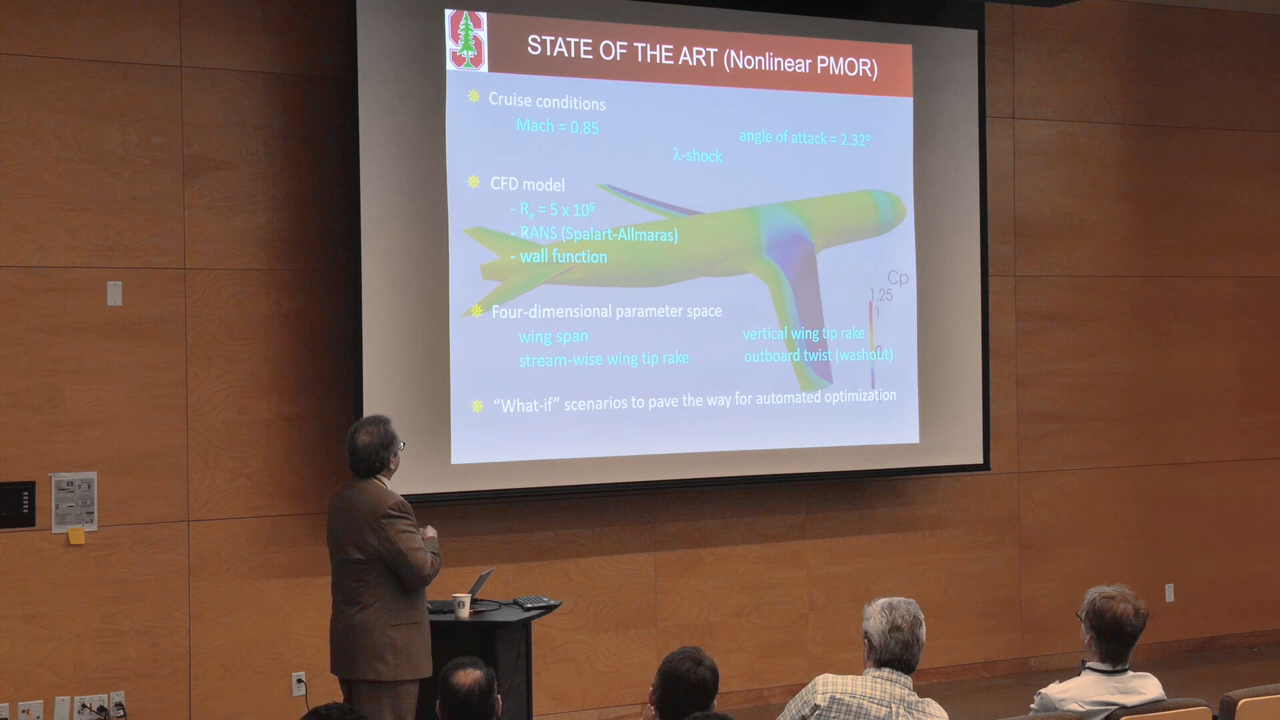 STATE OF THE ART (Nonlinear PMOR)
Cruise conditions
Mach = 0.85
angle of attack = 2.32º
λ-shock
CFD model
- Re = 5 x 10⁶
- RANS (Spalart-Allmaras)
- wall function
Cp
1.25
1
0
Four-dimensional parameter space
wing span
vertical wing tip rake
stream-wise wing tip rake
outboard twist (washout)
"What-if" scenarios to pave the way for automated optimization